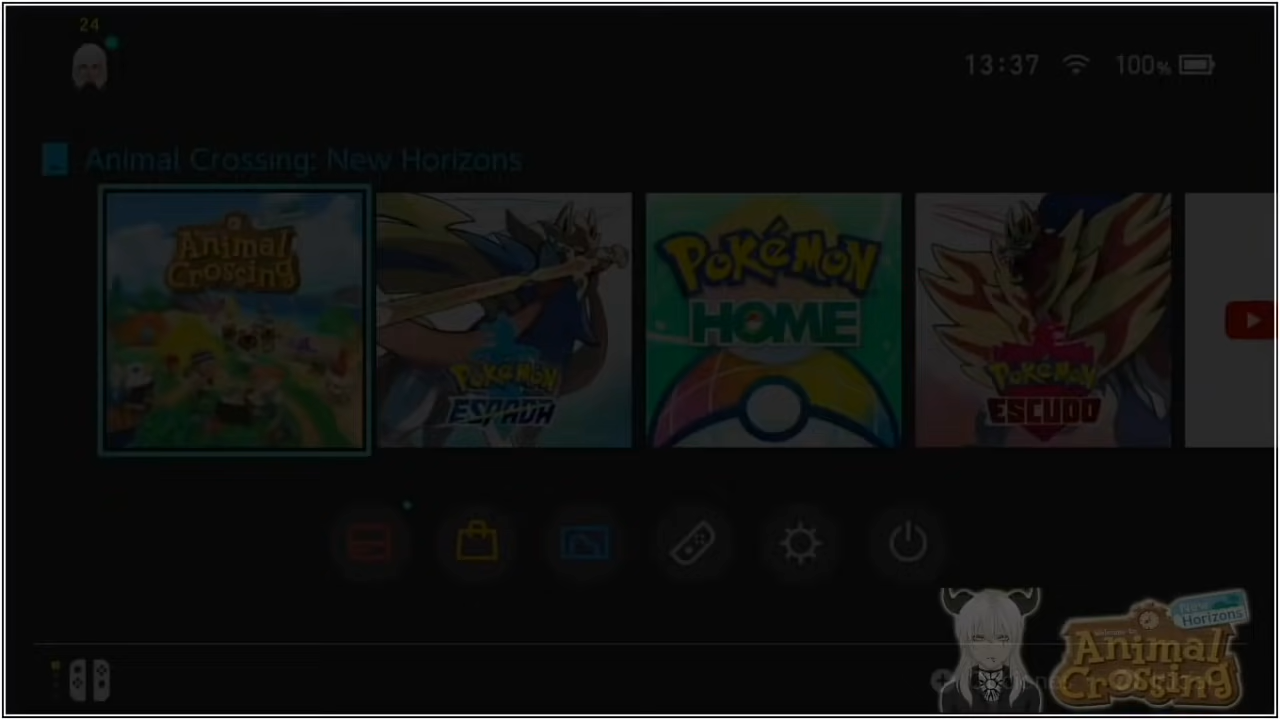 24
13:37
100%
Animal Crossing: New Horizons
Animal
Crossing
POKÉMON
ESPADA
POKÉMON
HOME
POKÉMON
ESCUDO
New
Horizons
Animal
Crossing